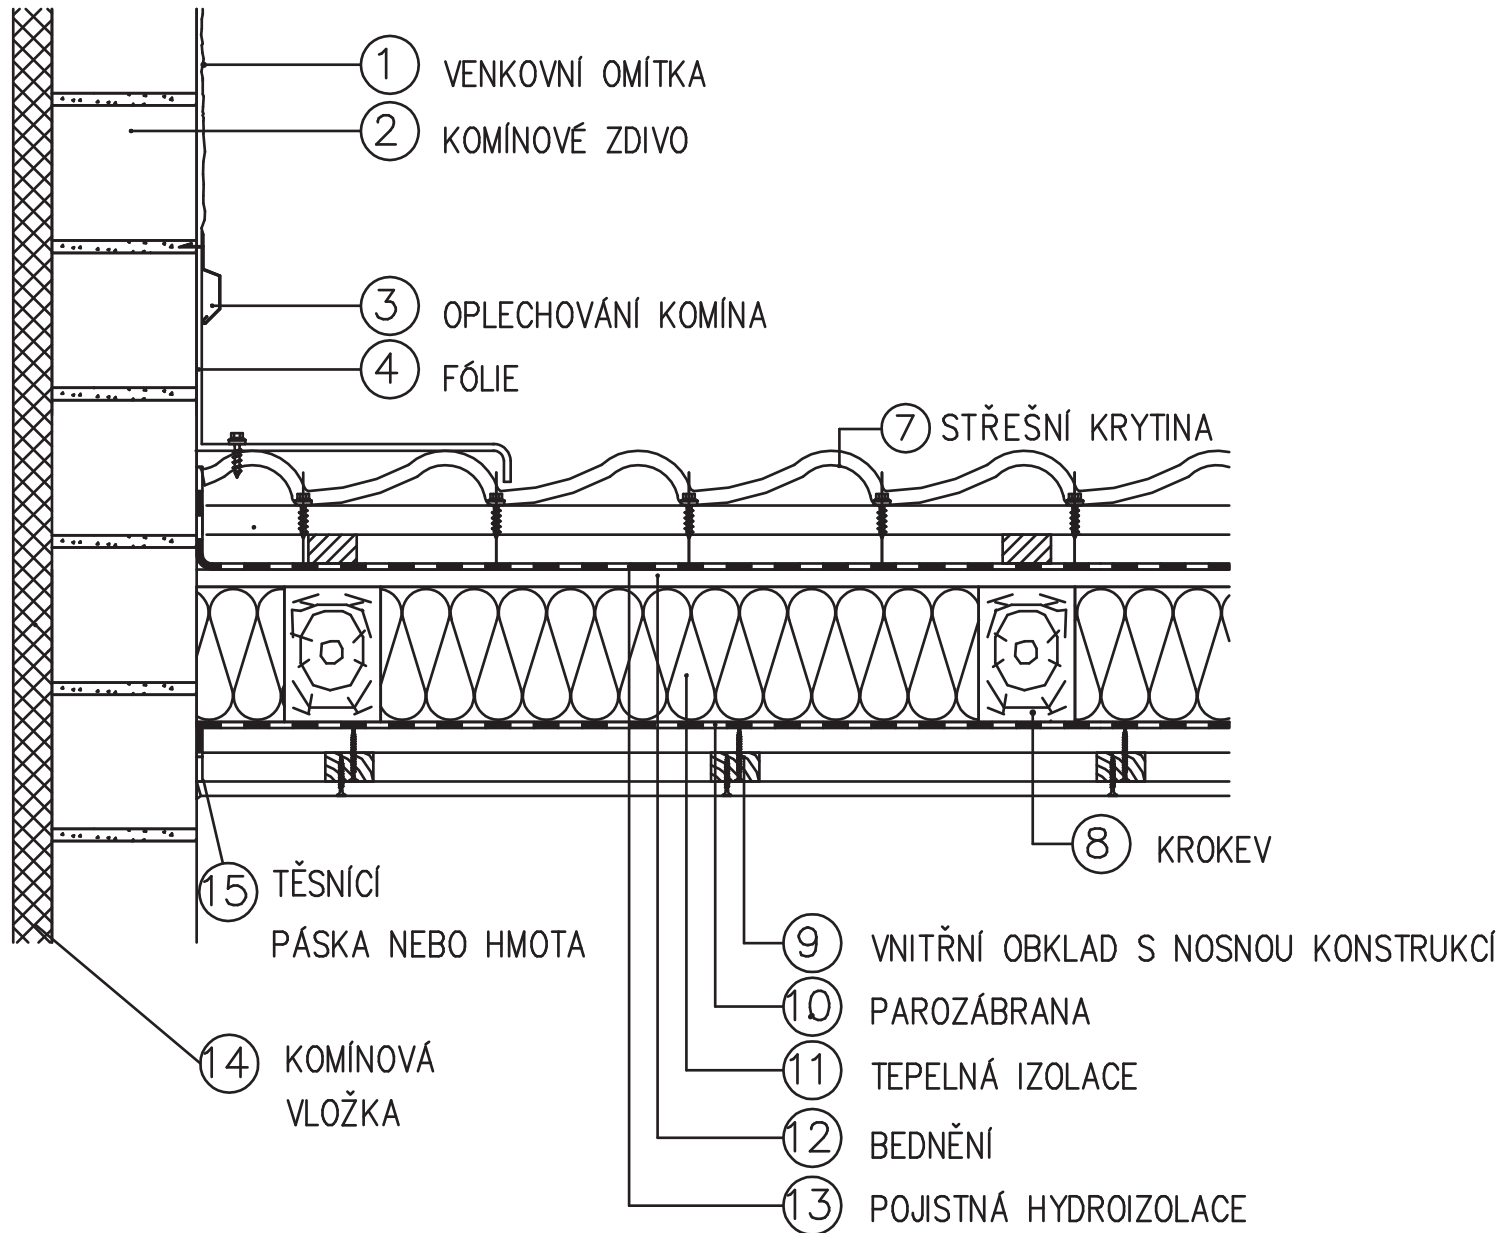 1 VENKOVNÍ OMÍTKA
2 KOMÍNOVÉ ZDIVO
3 OPLECHOVÁNÍ KOMÍNA
4 FÓLIE
7 STŘEŠNÍ KRYTINA
8 KROKEV
15 TĚSNÍCÍ
PÁSKA NEBO HMOTA
9 VNITŘNÍ OBKLAD S NOSNOU KONSTRUKCÍ
10 PAROZÁBRANA
14 KOMÍNOVÁ
VLOŽKA
11 TEPELNÁ IZOLACE
12 BEDNĚNÍ
13 POJISTNÁ HYDROIZOLACE